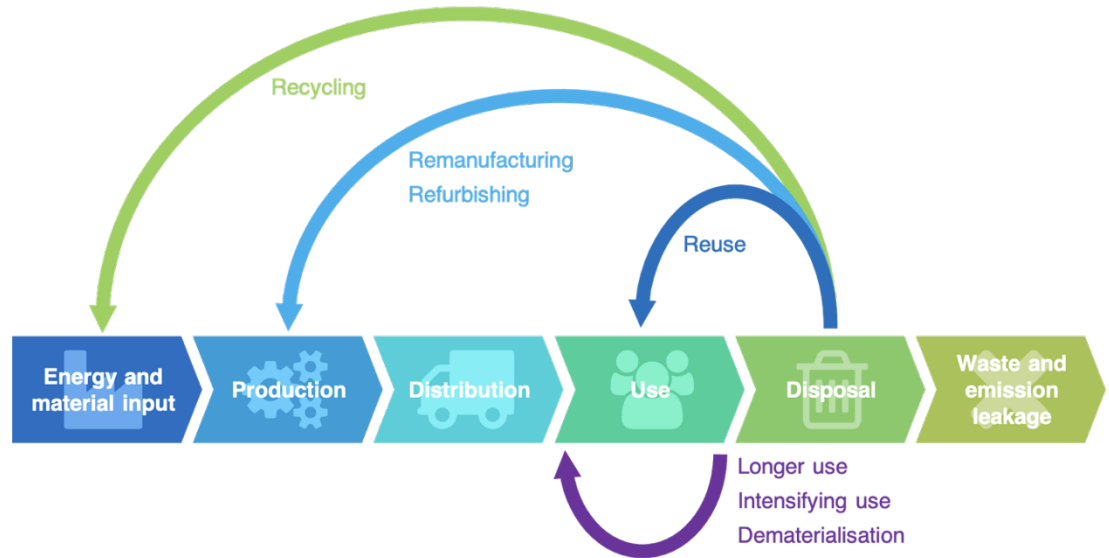 Recycling
Remanufacturing
Refurbishing
Reuse
Energy and
material input
Production
Distribution
Use
Disposal
Waste and
emission
leakage
Longer use
Intensifying use
Dematerialisation